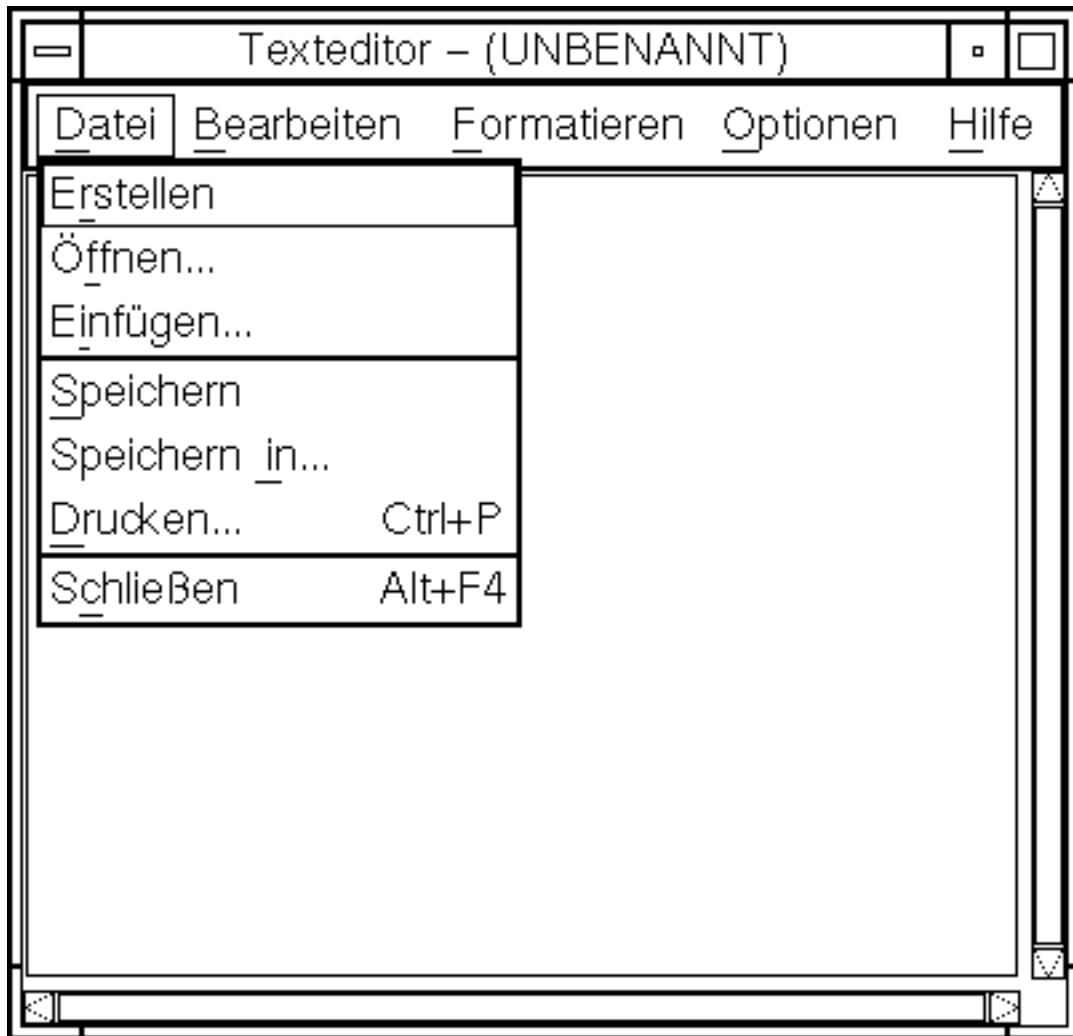 Texteditor – (UNBENANNT)
Datei Bearbeiten Formatieren Optionen Hilfe
Erstellen
Öffnen...
Einfügen...
Speichern
Speichern in...
Drucken... Ctrl+P
Schließen Alt+F4